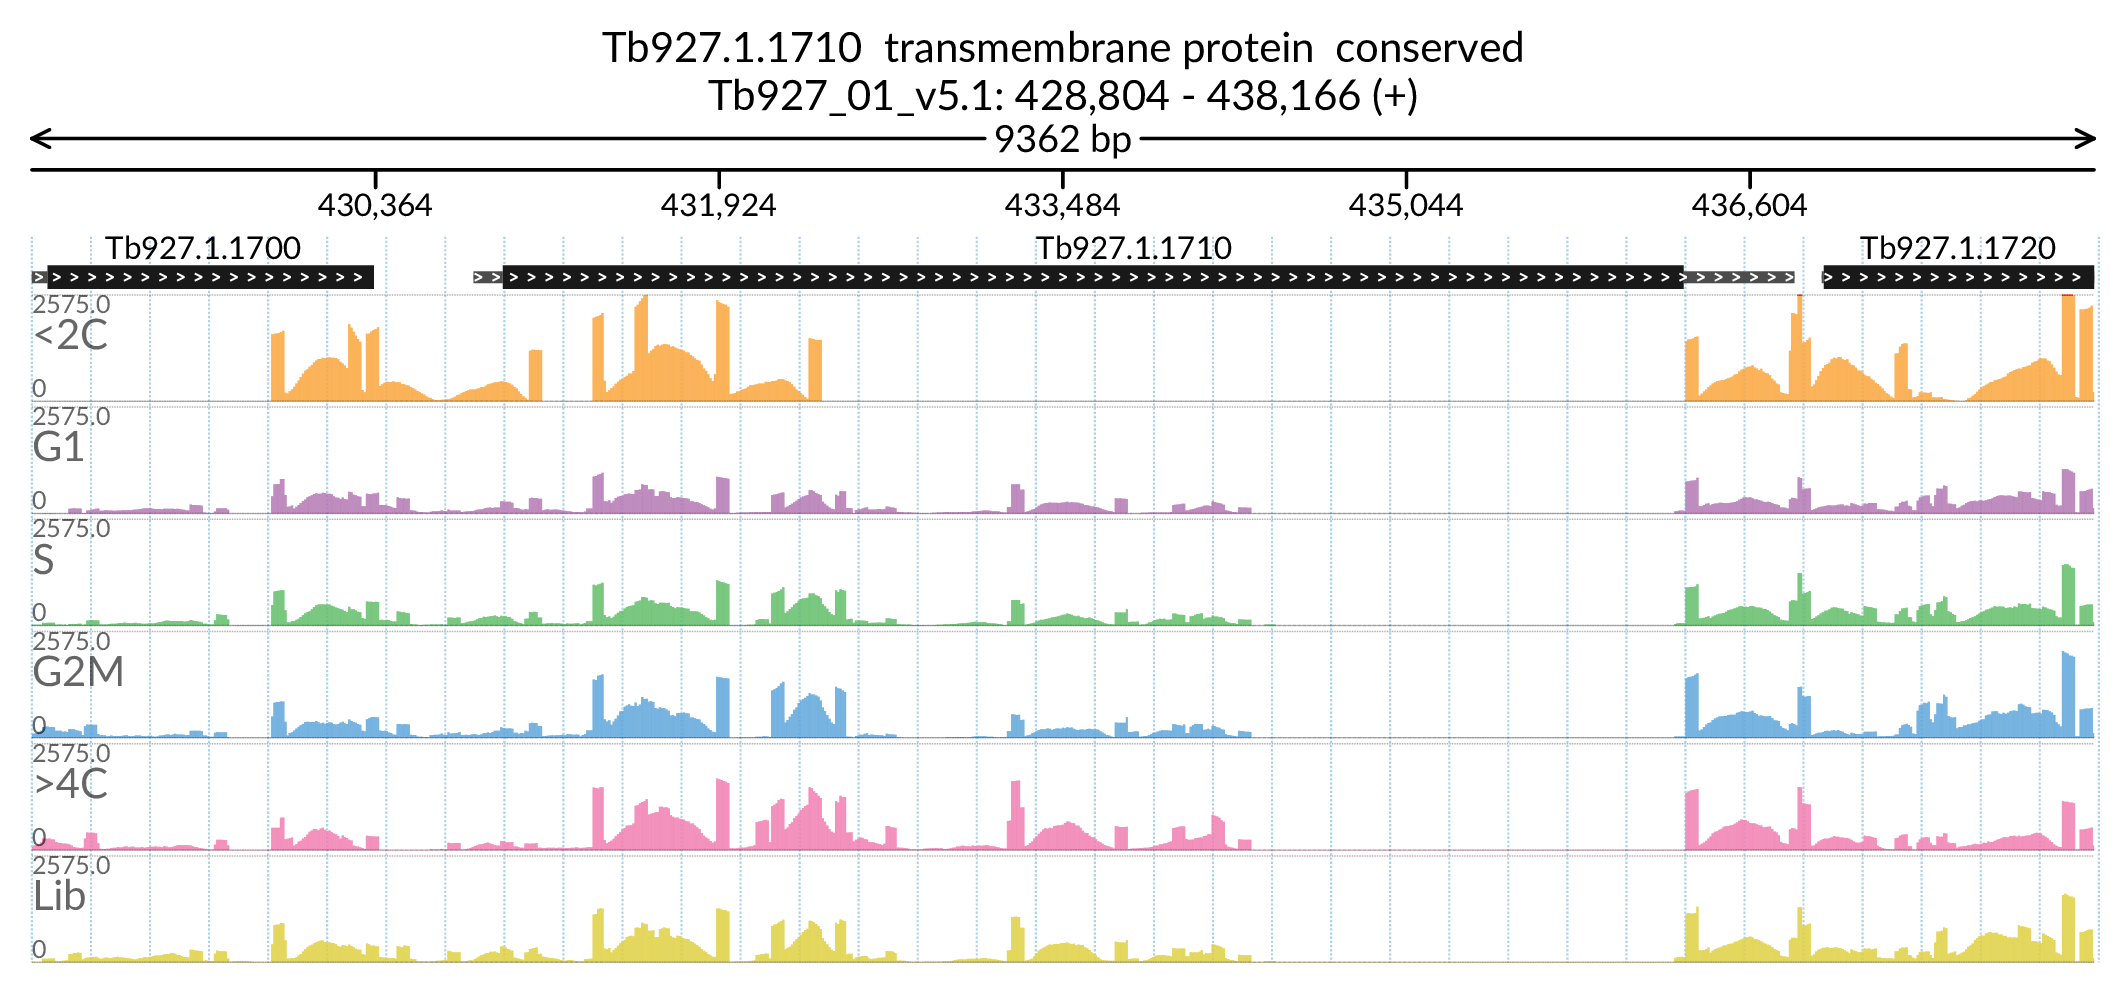 Tb927.1.1710 transmembrane protein conserved
Tb927_01_v5.1: 428,804 - 438,166 (+)
9362 bp
430,364 431,924 433,484 435,044 436,604
Tb927.1.1700 Tb927.1.1710 Tb927.1.1720
2575.0
<2C
0
2575.0
G1
0
2575.0
S
0
2575.0
G2M
0
2575.0
>4C
0
2575.0
Lib
0